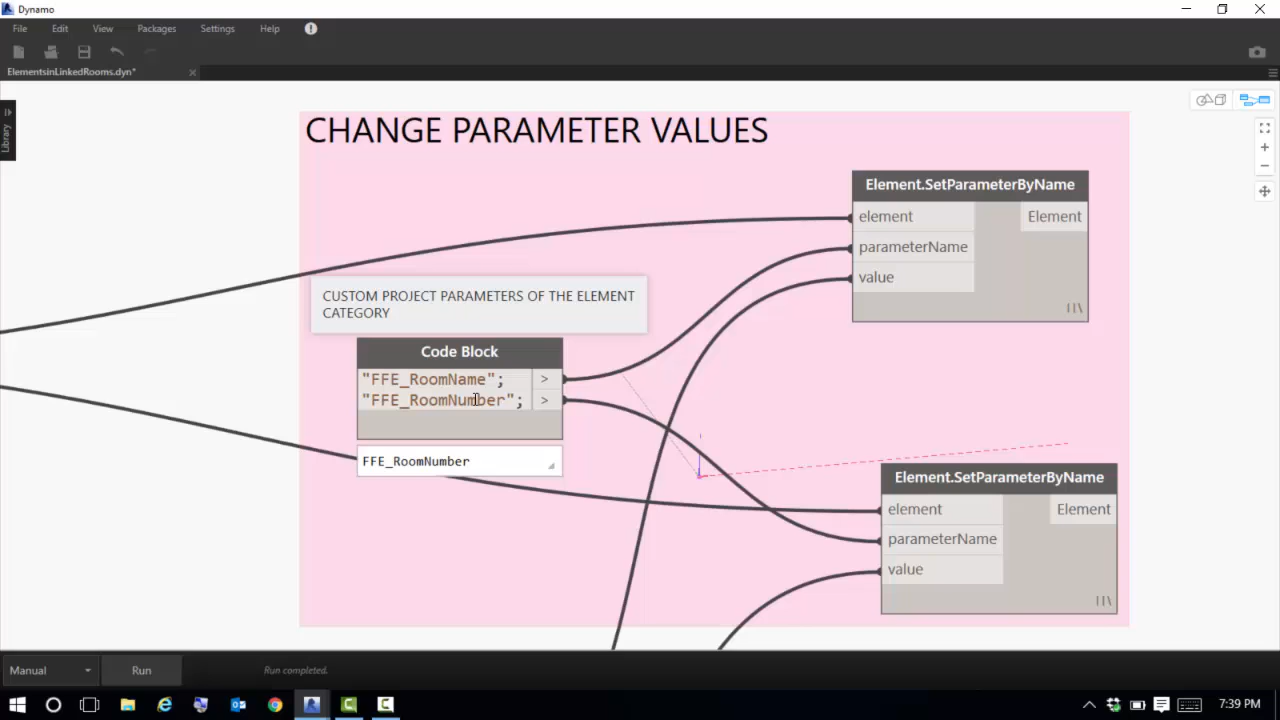 Dynamo
File Edit View Packages Settings Help
ElementsinLinkedRooms.dyn*
Library
CHANGE PARAMETER VALUES
Element.SetParameterByName
element Element
parameterName
value
CUSTOM PROJECT PARAMETERS OF THE ELEMENT
CATEGORY
Code Block
"FFE_RoomName"; >
"FFE_RoomNumber"; >
FFE_RoomNumber
Element.SetParameterByName
element Element
parameterName
value
Manual Run Run completed.
7:39 PM